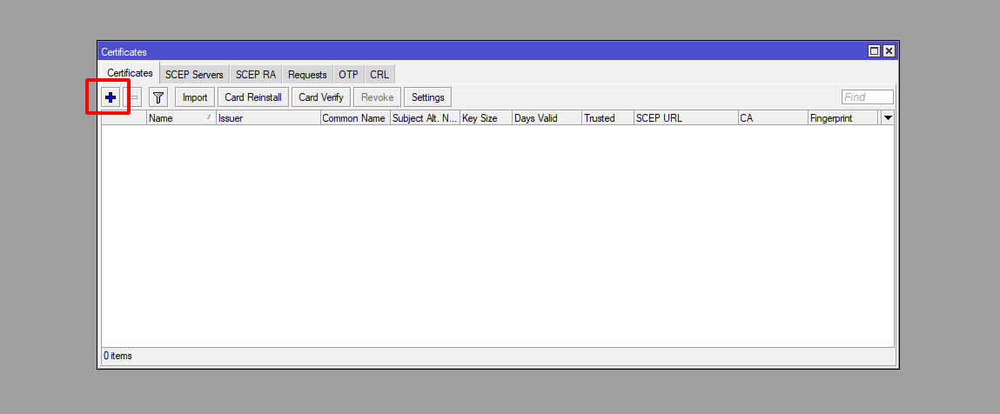 Certificates
Certificates SCEP Servers SCEP RA Requests OTP CRL
Import Card Reinstall Card Verify Revoke Settings Find
Name Issuer Common Name Subject Alt. N... Key Size Days Valid Trusted SCEP URL CA Fingerprint
0 items